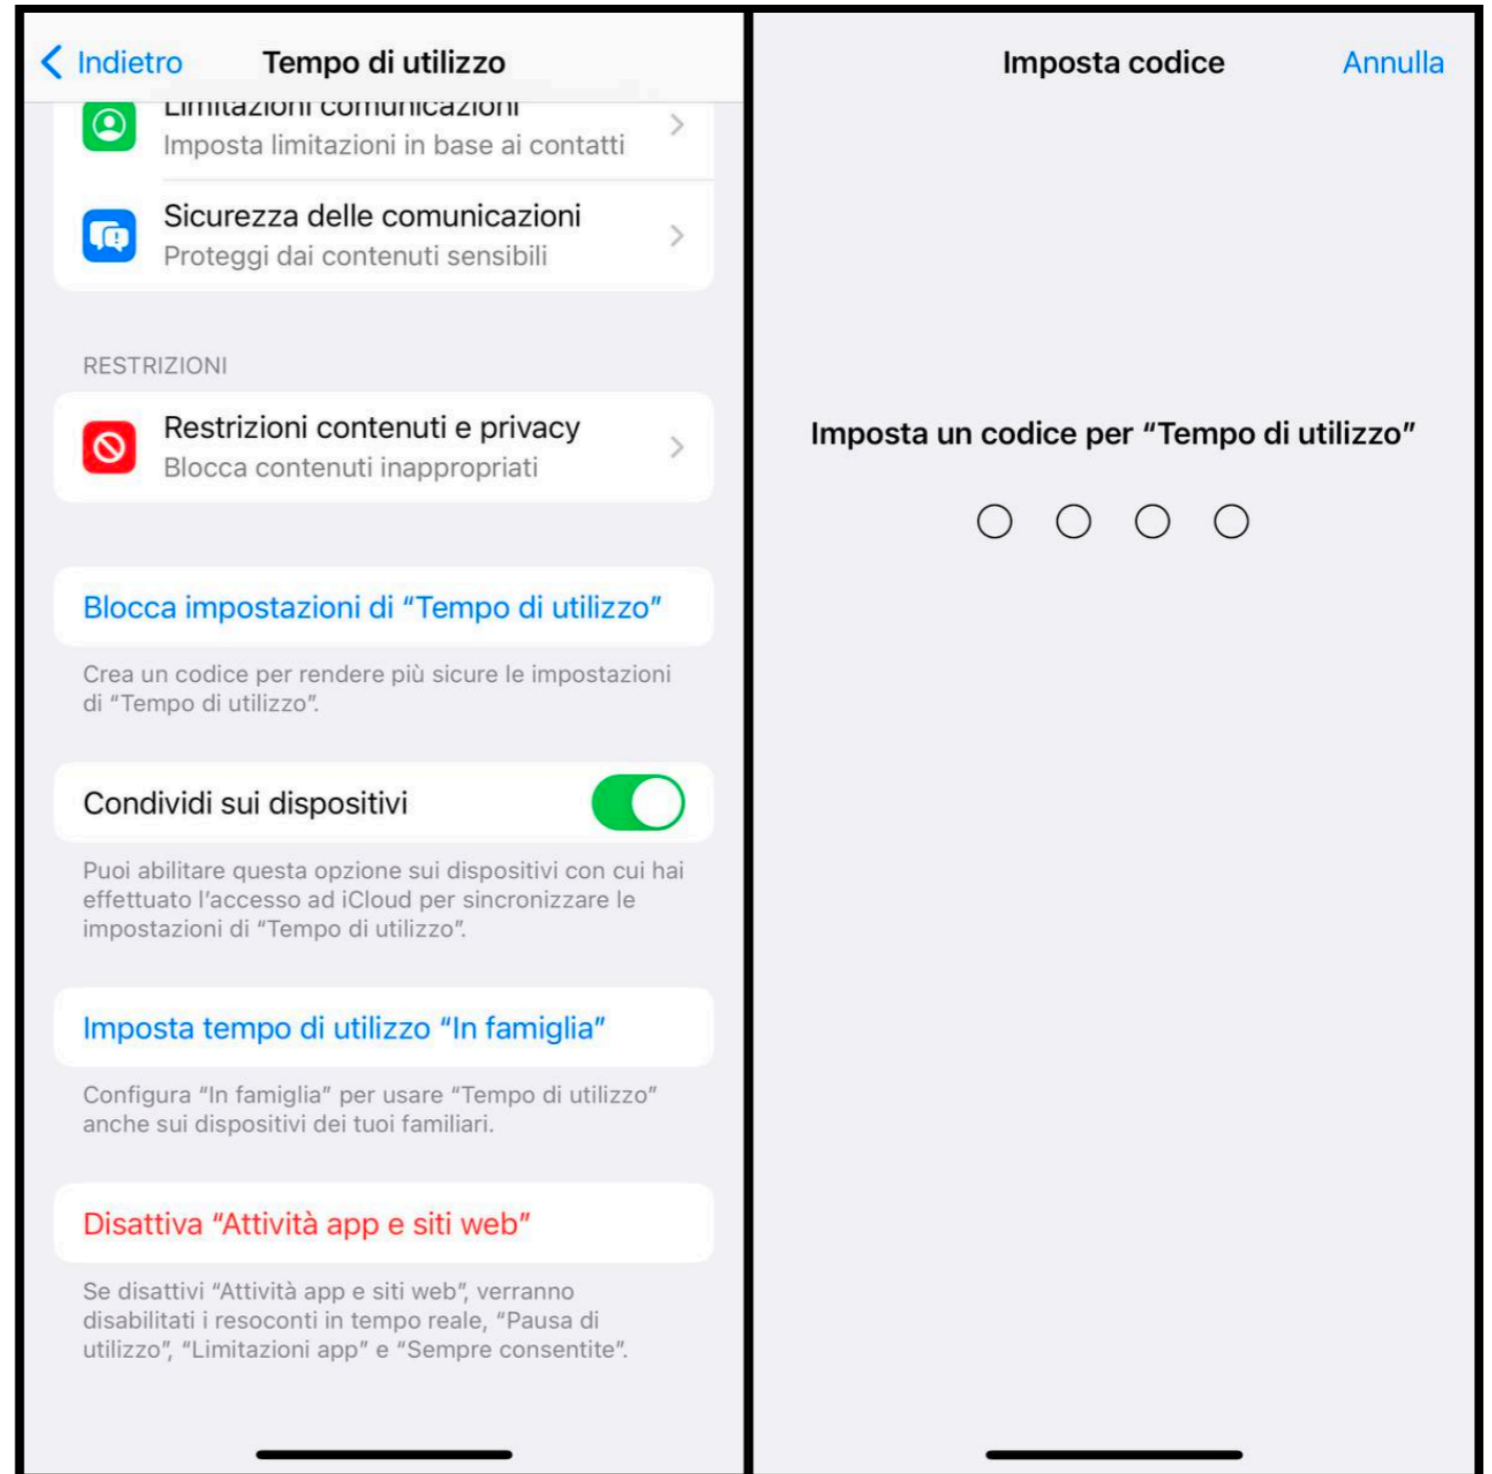 Indietro
Tempo di utilizzo
Limitazioni comunicazioni
Imposta limitazioni in base ai contatti
Sicurezza delle comunicazioni
Proteggi dai contenuti sensibili
RESTRIZIONI
Restrizioni contenuti e privacy
Blocca contenuti inappropriati
Blocca impostazioni di “Tempo di utilizzo”
Crea un codice per rendere più sicure le impostazioni
di “Tempo di utilizzo”.
Condividi sui dispositivi
Puoi abilitare questa opzione sui dispositivi con cui hai
effettuato l’accesso ad iCloud per sincronizzare le
impostazioni di “Tempo di utilizzo”.
Imposta tempo di utilizzo “In famiglia”
Configura “In famiglia” per usare “Tempo di utilizzo”
anche sui dispositivi dei tuoi familiari.
Disattiva “Attività app e siti web”
Se disattivi “Attività app e siti web”, verranno
disabilitati i resoconti in tempo reale, “Pausa di
utilizzo”, “Limitazioni app” e “Sempre consentite”.
Imposta codice
Annulla
Imposta un codice per “Tempo di utilizzo”